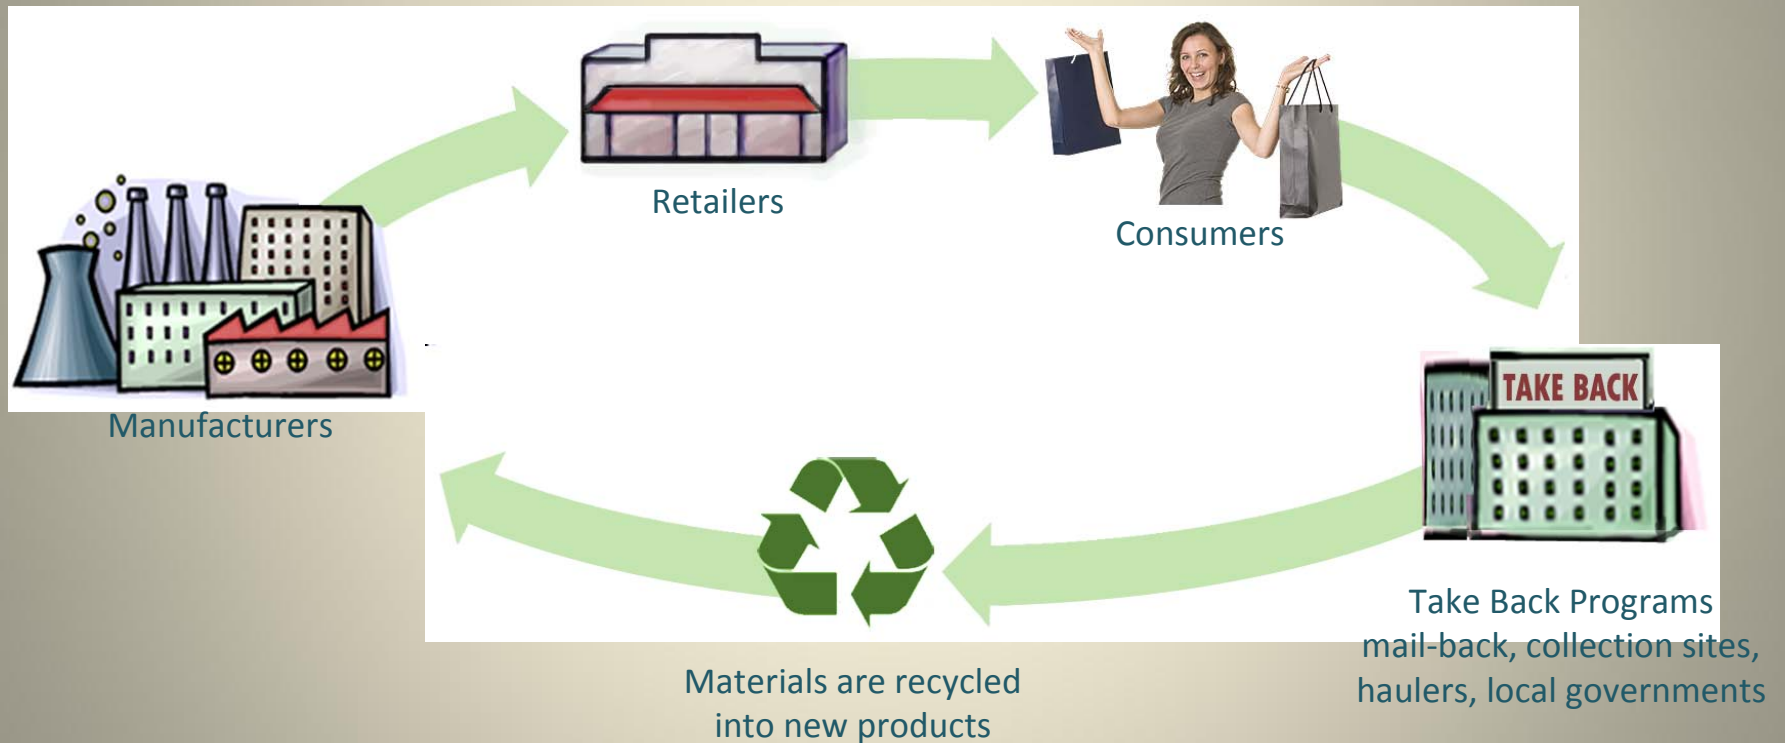 Retailers
Consumers
Manufacturers
TAKE BACK
Take Back Programs
mail-back, collection sites,
haulers, local governments
Materials are recycled
into new products